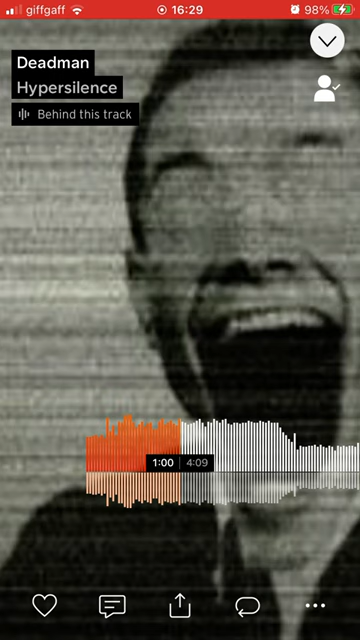 giffgaff 16:29 98%
Deadman
Hypersilence
Behind this track
1:00 4:09